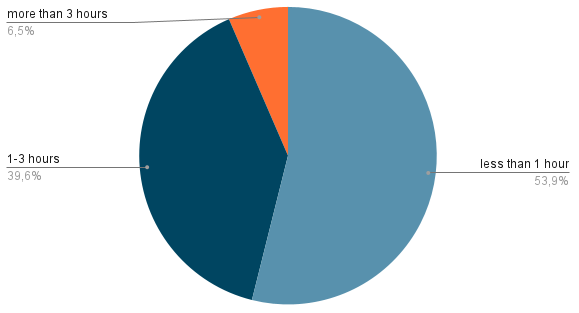 more than 3 hours
6,5%
1-3 hours
39,6%
less than 1 hour
53,9%